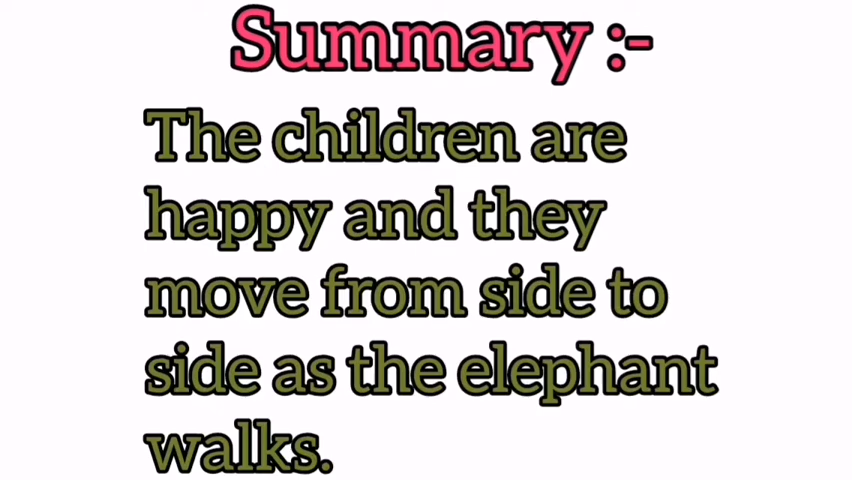 Summary :-
The children are
happy and they
move from side to
side as the elephant
walks.